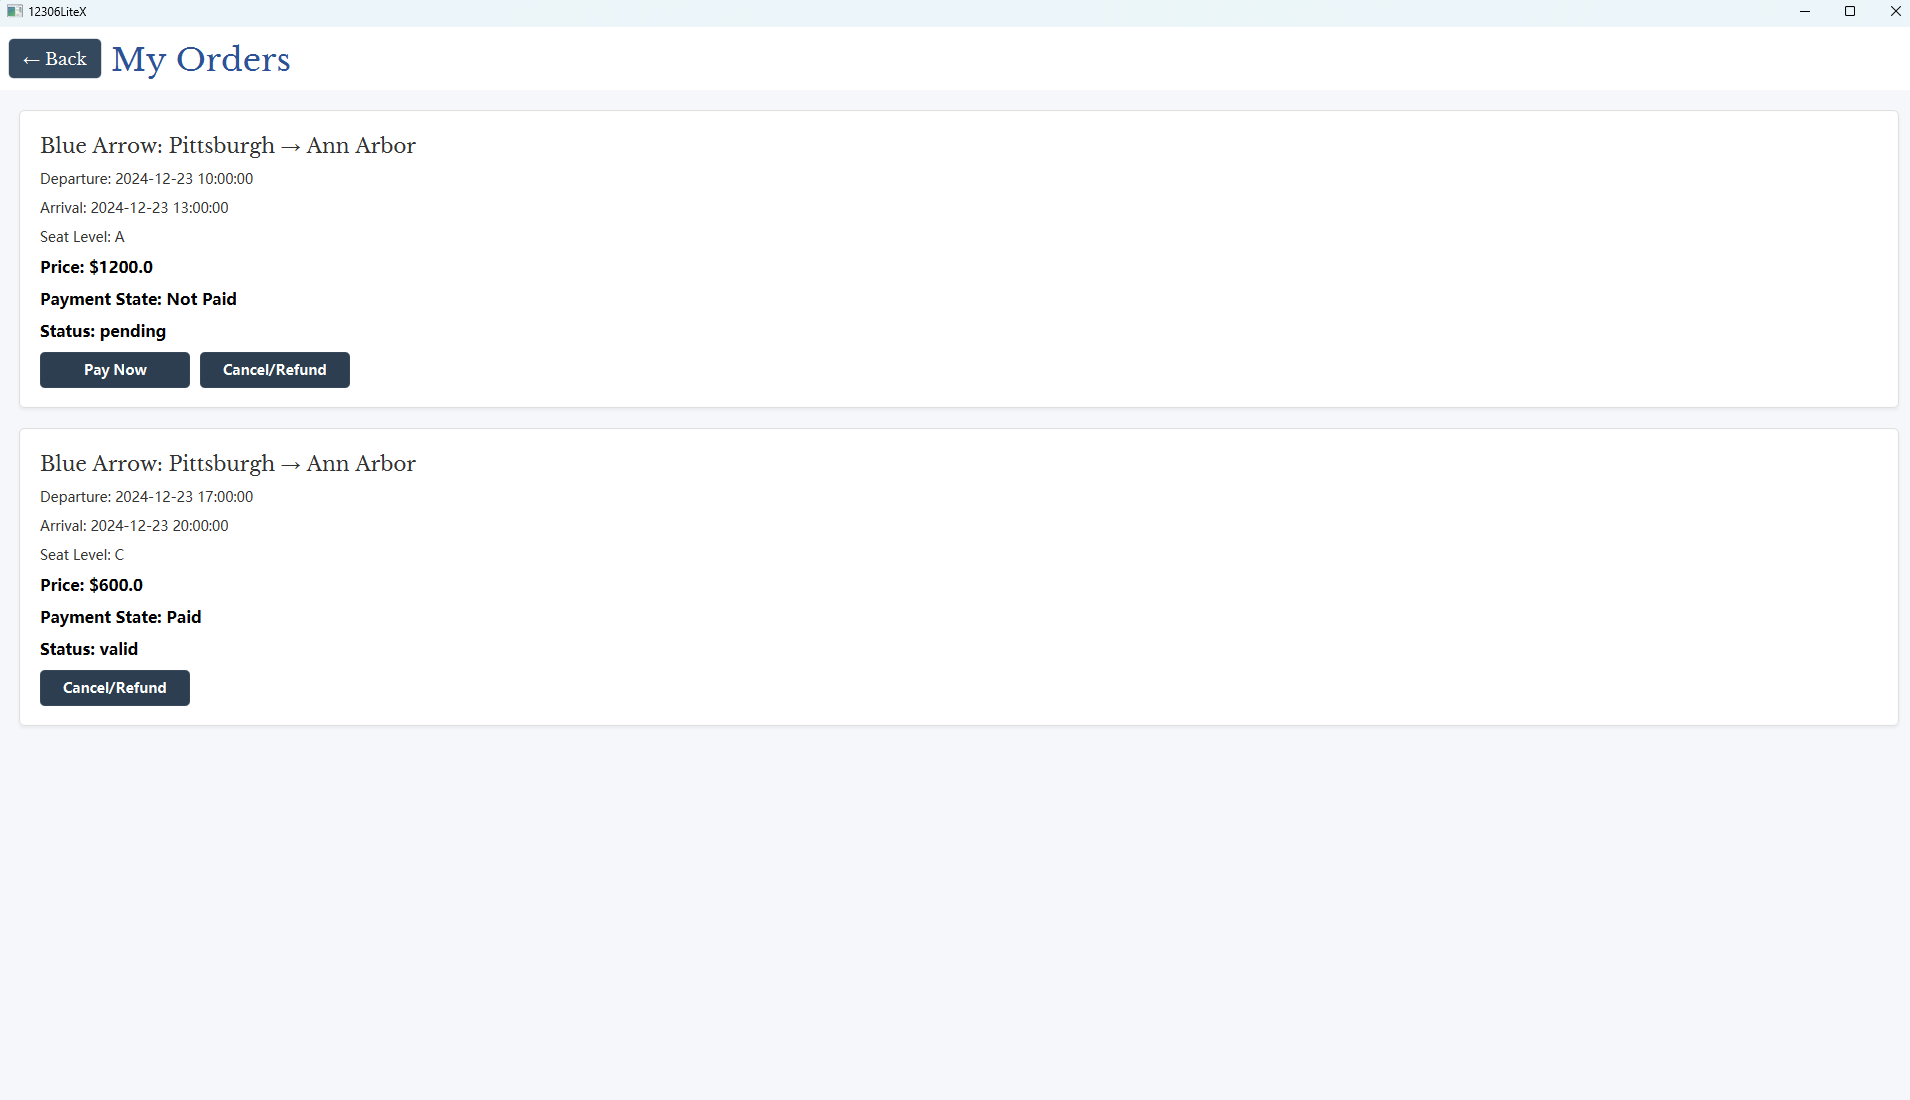 12306LiteX
← Back
My Orders
Blue Arrow: Pittsburgh → Ann Arbor
Departure: 2024-12-23 10:00:00
Arrival: 2024-12-23 13:00:00
Seat Level: A
Price: $1200.0
Payment State: Not Paid
Status: pending
Pay Now
Cancel/Refund
Blue Arrow: Pittsburgh → Ann Arbor
Departure: 2024-12-23 17:00:00
Arrival: 2024-12-23 20:00:00
Seat Level: C
Price: $600.0
Payment State: Paid
Status: valid
Cancel/Refund